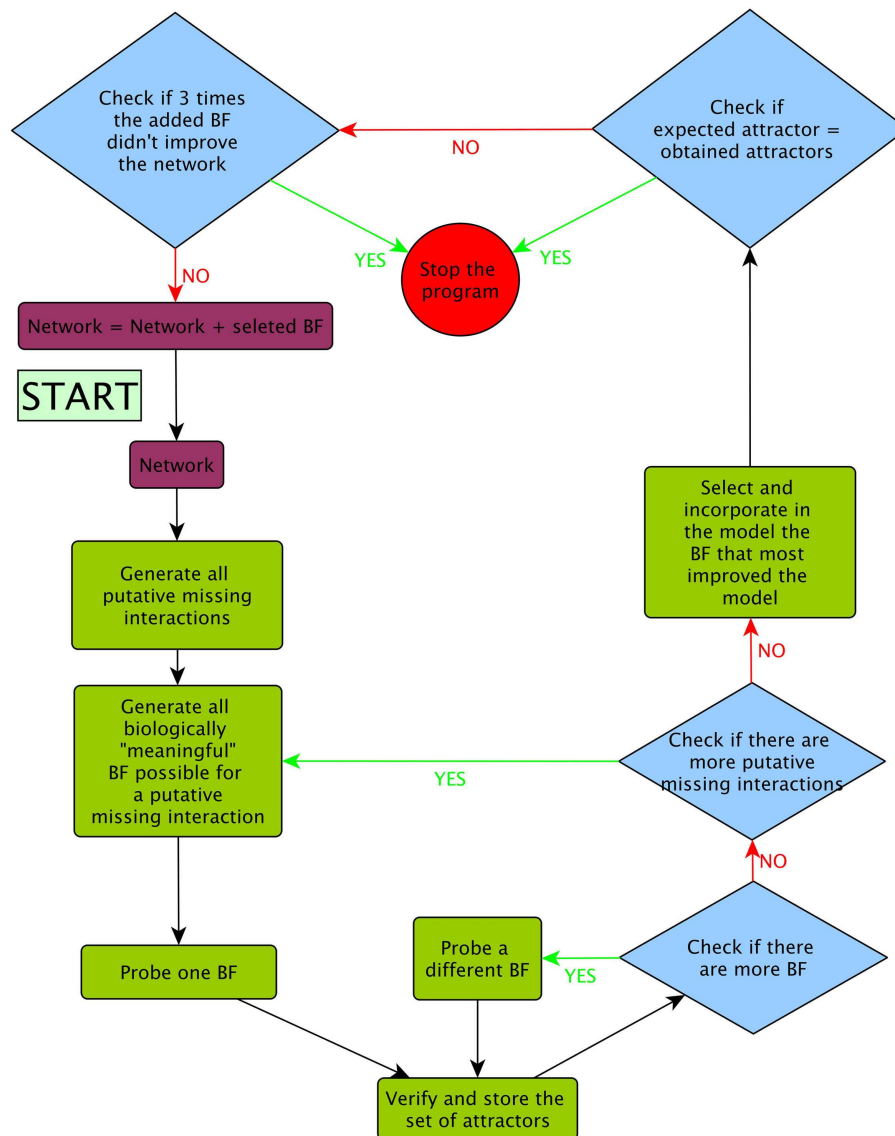 Check if 3 times
the added BF
didn't improve
the network
Check if
expected attractor =
obtained attractors
NO
YES
YES
Stop the
program
NO
Network = Network + seleted BF
START
Network
Select and
incorporate in
the model the
BF that most
improved the
model
Generate all
putative missing
interactions
NO
Generate all
biologically
"meaningful"
BF possible for
a putative
missing interaction
Check if there are
more putative
missing interactions
YES
NO
Probe one BF
Probe a
different BF
YES
Check if there
are more BF
Verify and store the
set of attractors